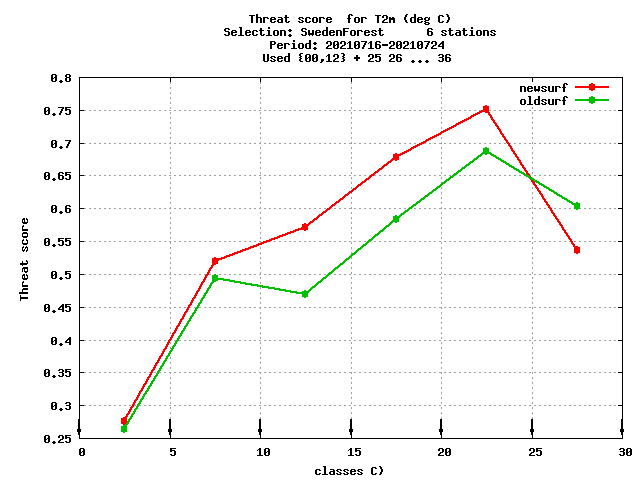 Threat score  for T2m (deg C)
Selection: SwedenForest      6 stations
Period: 20210716-20210724
Used {00,12} + 25 26 ... 36
newsurf
oldsurf
0.8
0.75
0.7
0.65
0.6
0.55
0.5
0.45
0.4
0.35
0.3
0.25
Threat score
0 5 10 15 20 25 30
classes C)